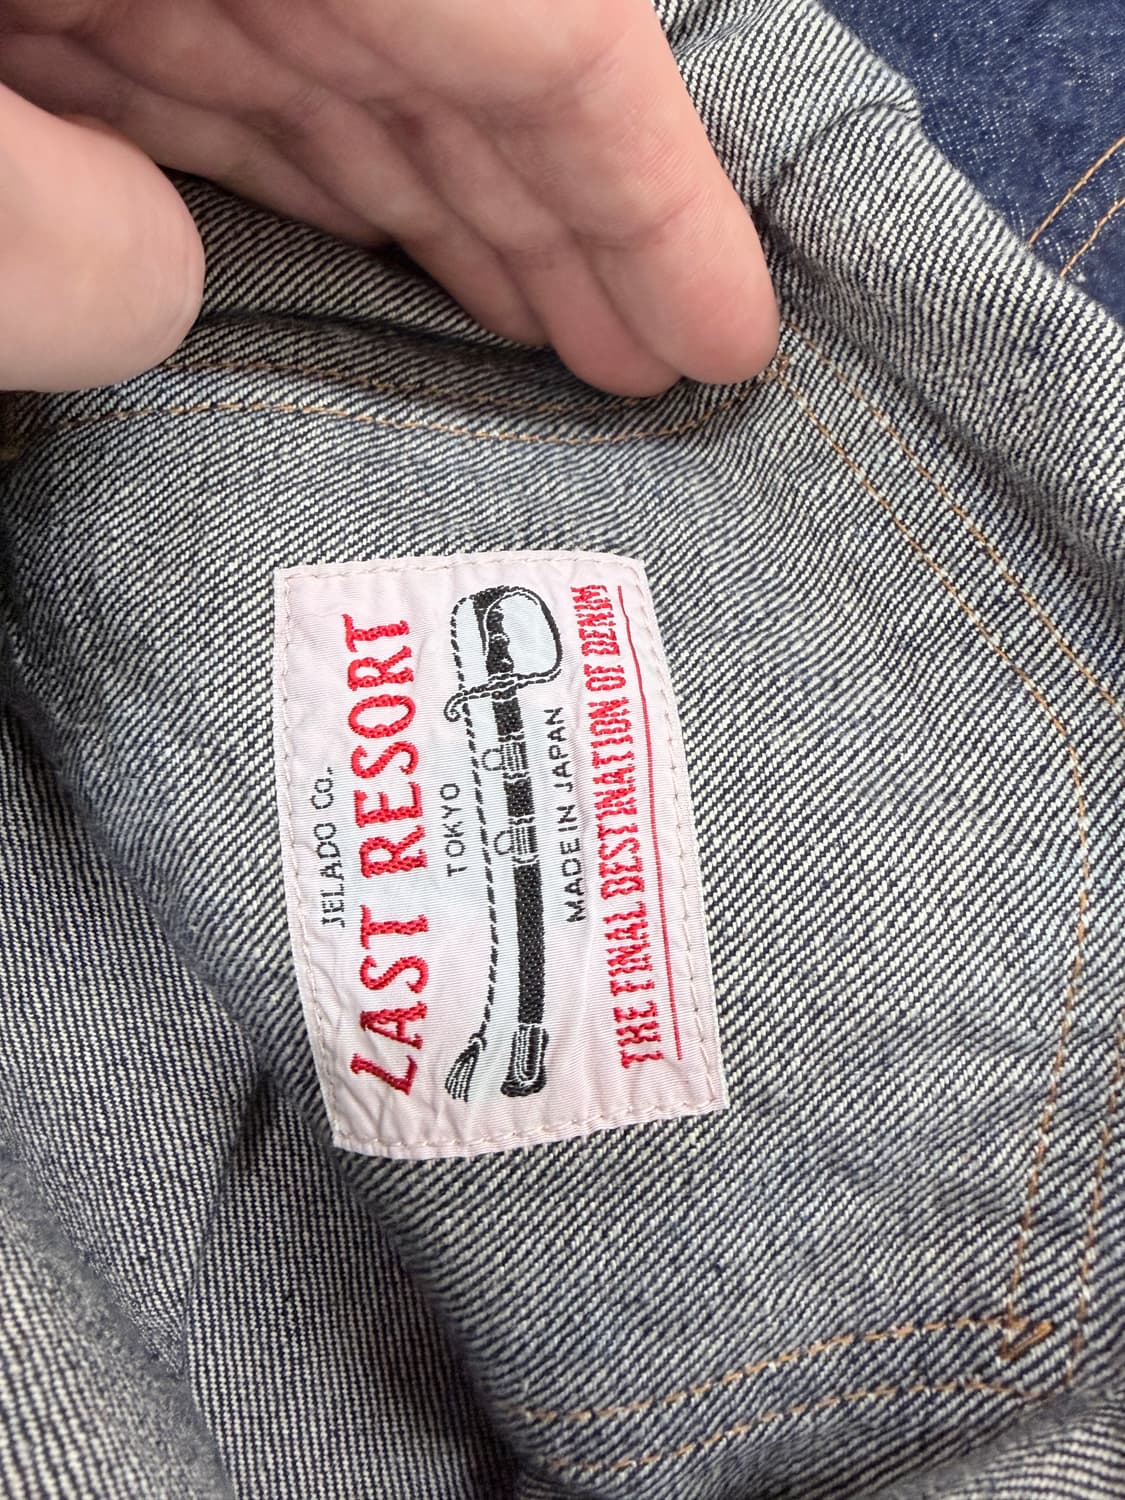 JELADO Co.
LAST RESORT
TOKYO
MADE IN JAPAN
THE FINAL DESTINATION OF DENIM